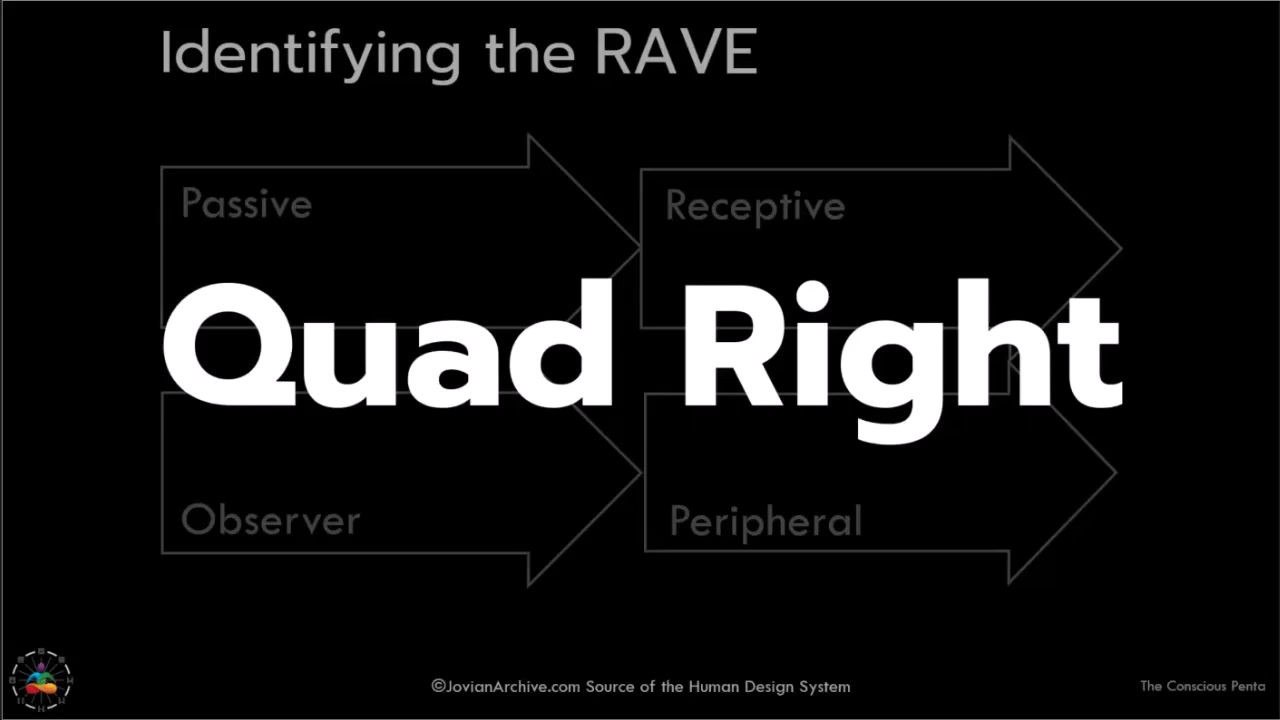 Identifying the RAVE
Passive
Receptive
Quad Right
Observer
Peripheral
©JovianArchive.com Source of the Human Design System
The Conscious Penta